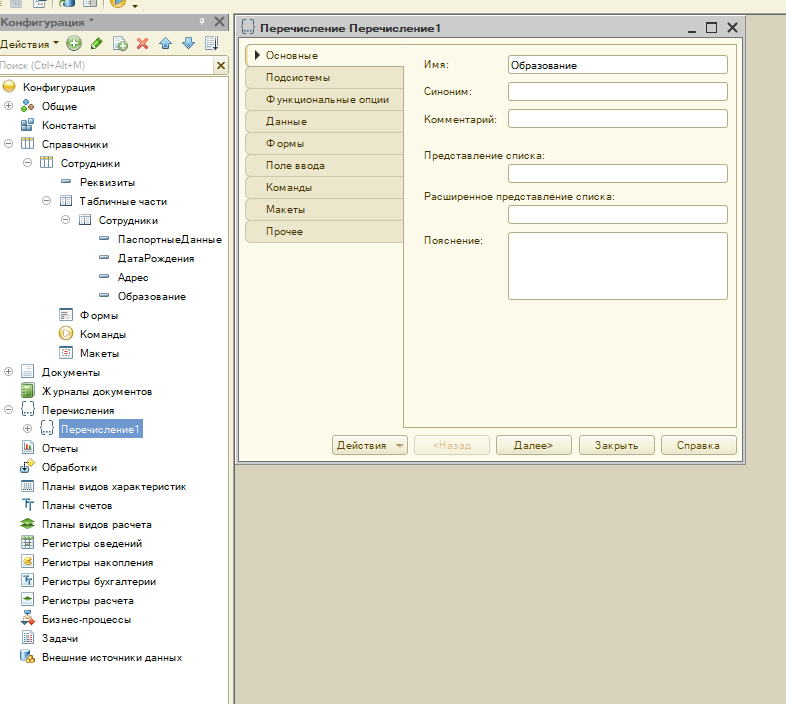 Конфигурация *
Действия
Поиск (Ctrl+Alt+M)
Конфигурация
Общие
Константы
Справочники
Сотрудники
Реквизиты
Табличные части
Сотрудники
ПаспортныеДанные
ДатаРождения
Адрес
Образование
Формы
Команды
Макеты
Документы
Журналы документов
Перечисления
Перечисление1
Отчеты
Обработки
Планы видов характеристик
Планы счетов
Планы видов расчета
Регистры сведений
Регистры накопления
Регистры бухгалтерии
Регистры расчета
Бизнес-процессы
Задачи
Внешние источники данных
Перечисление Перечисление1
Основные
Подсистемы
Функциональные опции
Данные
Формы
Поле ввода
Команды
Макеты
Прочее
Имя: Образование
Синоним:
Комментарий:
Представление списка:
Расширенное представление списка:
Пояснение:
Действия <Назад Далее> Закрыть Справка